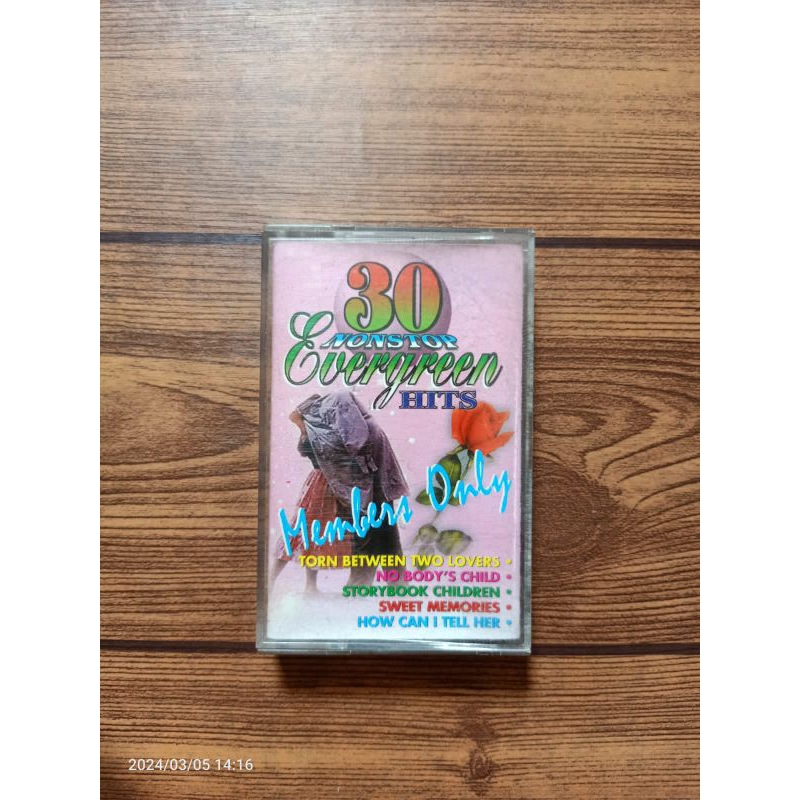 30
NONSTOP
Evergreen
HITS
Members Only
TORN BETWEEN TWO LOVERS •
NO BODY'S CHILD •
STORYBOOK CHILDREN •
SWEET MEMORIES •
HOW CAN I TELL HER •
2024/03/05 14:16